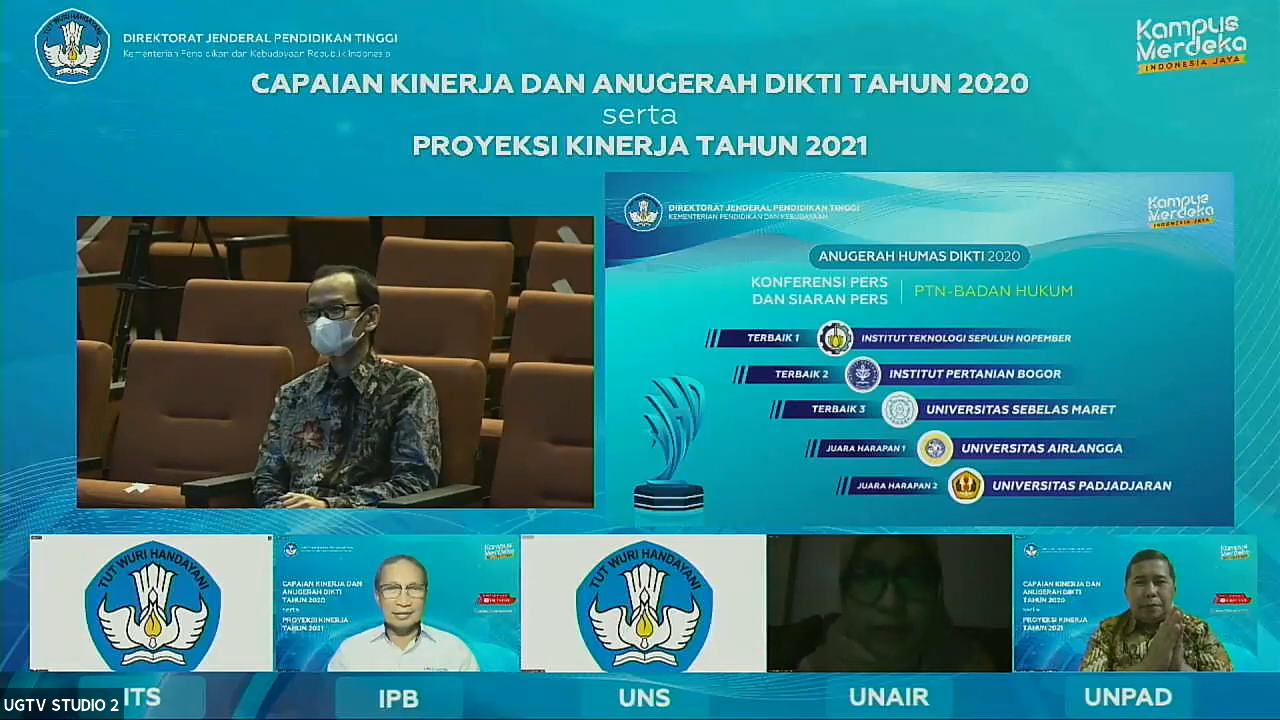 DIREKTORAT JENDERAL PENDIDIKAN TINGGI
Kementerian Pendidikan dan Kebudayaan Republik Indonesia
Kampus
Merdeka
INDONESIA JAYA
CAPAIAN KINERJA DAN ANUGERAH DIKTI TAHUN 2020
serta
PROYEKSI KINERJA TAHUN 2021
DIREKTORAT JENDERAL PENDIDIKAN TINGGI
KEMENTERIAN PENDIDIKAN DAN KEBUDAYAAN
Kampus
Merdeka
INDONESIA JAYA
ANUGERAH HUMAS DIKTI 2020
KONFERENSI PERS
DAN SIARAN PERS
PTN-BADAN HUKUM
TERBAIK 1 INSTITUT TEKNOLOGI SEPULUH NOPEMBER
TERBAIK 2 INSTITUT PERTANIAN BOGOR
TERBAIK 3 UNIVERSITAS SEBELAS MARET
JUARA HARAPAN 1 UNIVERSITAS AIRLANGGA
JUARA HARAPAN 2 UNIVERSITAS PADJADJARAN
TUT WURI HANDAYANI
CAPAIAN KINERJA DAN
ANUGERAH DIKTI
TAHUN 2020
serta
PROYEKSI KINERJA
TAHUN 2021
Kampus
Merdeka
TUT WURI HANDAYANI
CAPAIAN KINERJA DAN
ANUGERAH DIKTI
TAHUN 2020
serta
PROYEKSI KINERJA
TAHUN 2021
Kampus
Merdeka
ITS
IPB
UNS
UNAIR
UNPAD
UGTV STUDIO 2